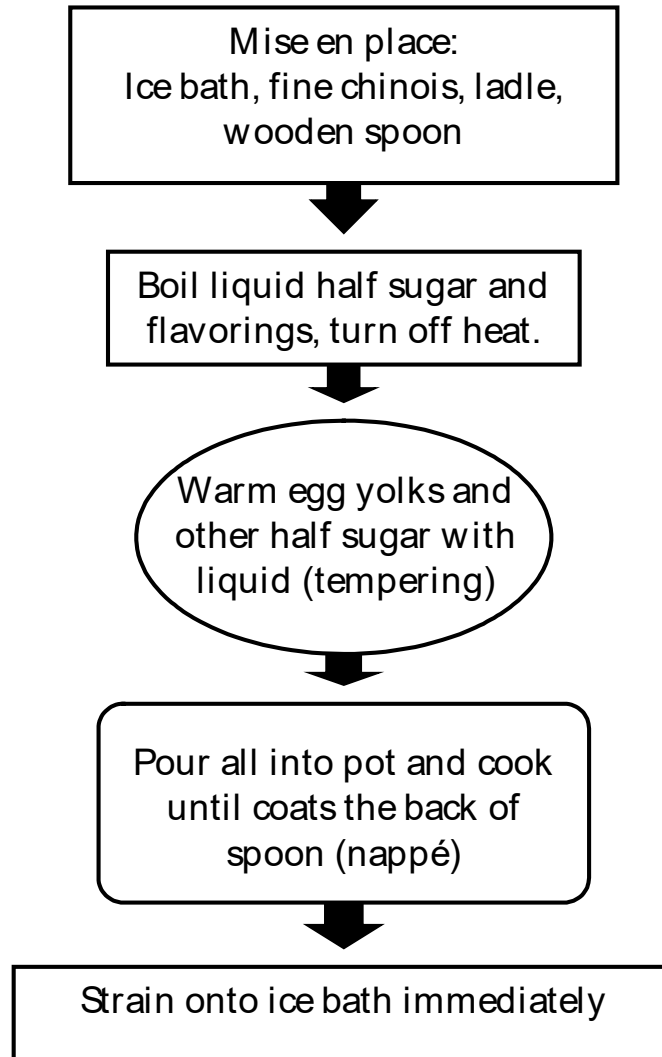 Mise en place:
Ice bath, fine chinois, ladle,
wooden spoon
Boil liquid half sugar and
flavorings, turn off heat.
Warm egg yolks and
other half sugar with
liquid (tempering)
Pour all into pot and cook
until coats the back of
spoon (nappé)
Strain onto ice bath immediately